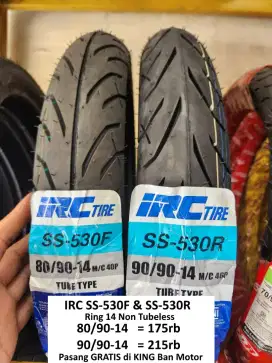 IRC TIRE
SS-530F
80/90-14 M/C 40P
TUBE TYPE
IRC TIRE
SS-530R
90/90-14 M/C 46P
TUBE TYPE
IRC SS-530F & SS-530R
Ring 14 Non Tubeless
80/90-14 = 175rb
90/90-14 = 215rb
Pasang GRATIS di KING Ban Motor